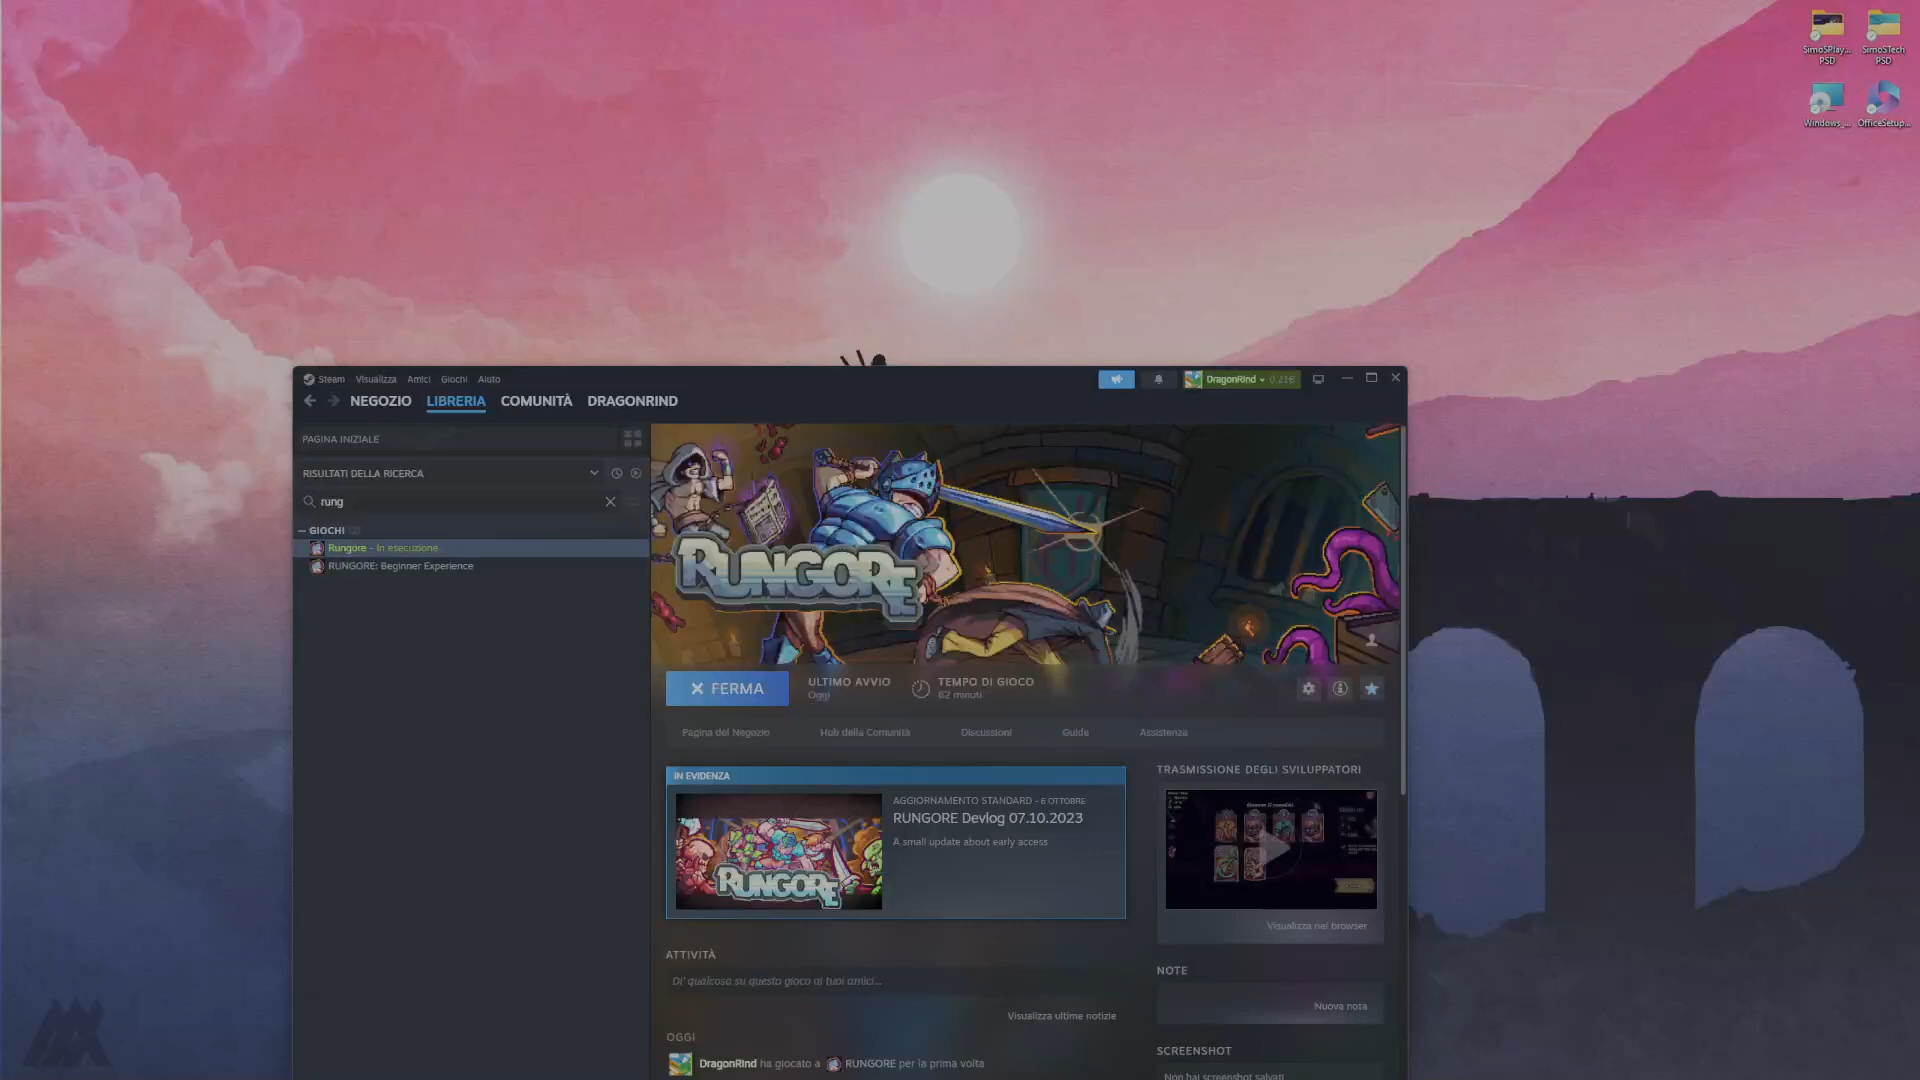 SimoSPlay...
PSD
SimoSTech
PSD
Windows_...
OfficeSetup...
Steam Visualizza Amici Giochi Aiuto
DragonRind 0,21€
NEGOZIO LIBRERIA COMUNITÀ DRAGONRIND
PAGINA INIZIALE
RISULTATI DELLA RICERCA
rung
GIOCHI (2)
Rungore - In esecuzione
RUNGORE: Beginner Experience
RUNGORE
FERMA
ULTIMO AVVIO
Oggi
TEMPO DI GIOCO
62 minuti
Pagina del Negozio Hub della Comunità Discussioni Guide Assistenza
IN EVIDENZA
RUNGORE
AGGIORNAMENTO STANDARD - 6 OTTOBRE
RUNGORE Devlog 07.10.2023
A small update about early access
TRASMISSIONE DEGLI SVILUPPATORI
Visualizza nel browser
ATTIVITÀ
Di' qualcosa su questo gioco ai tuoi amici...
Visualizza ultime notizie
NOTE
Nuova nota
OGGI
DragonRind ha giocato a RUNGORE per la prima volta
SCREENSHOT
Non hai screenshot salvati